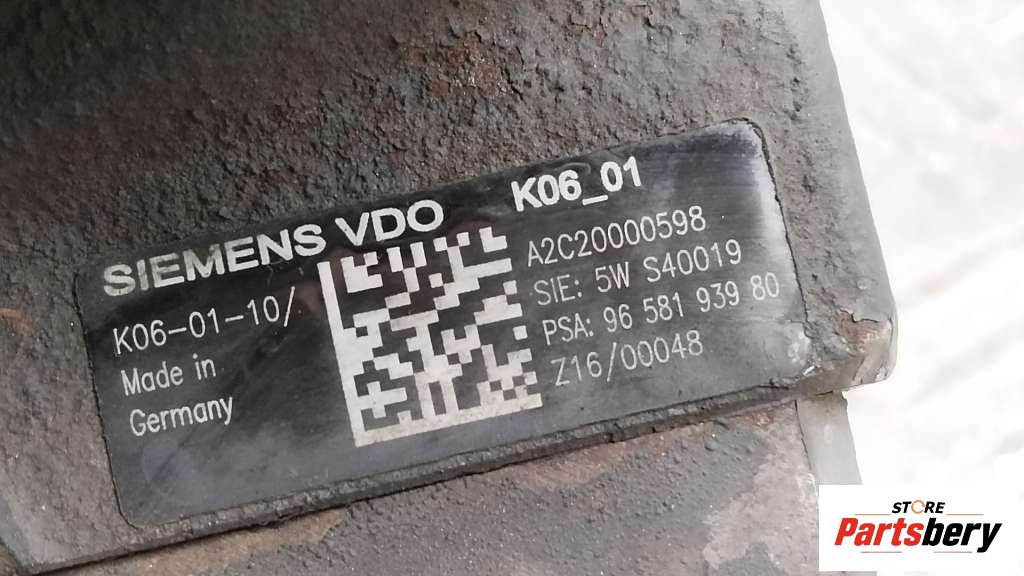 SIEMENS VDO K06_01
K06-01-10/
Made in
Germany
A2C20000598
SIE: 5W S40019
PSA: 96 581 939 80
Z16/00048
STORE
Partsbery